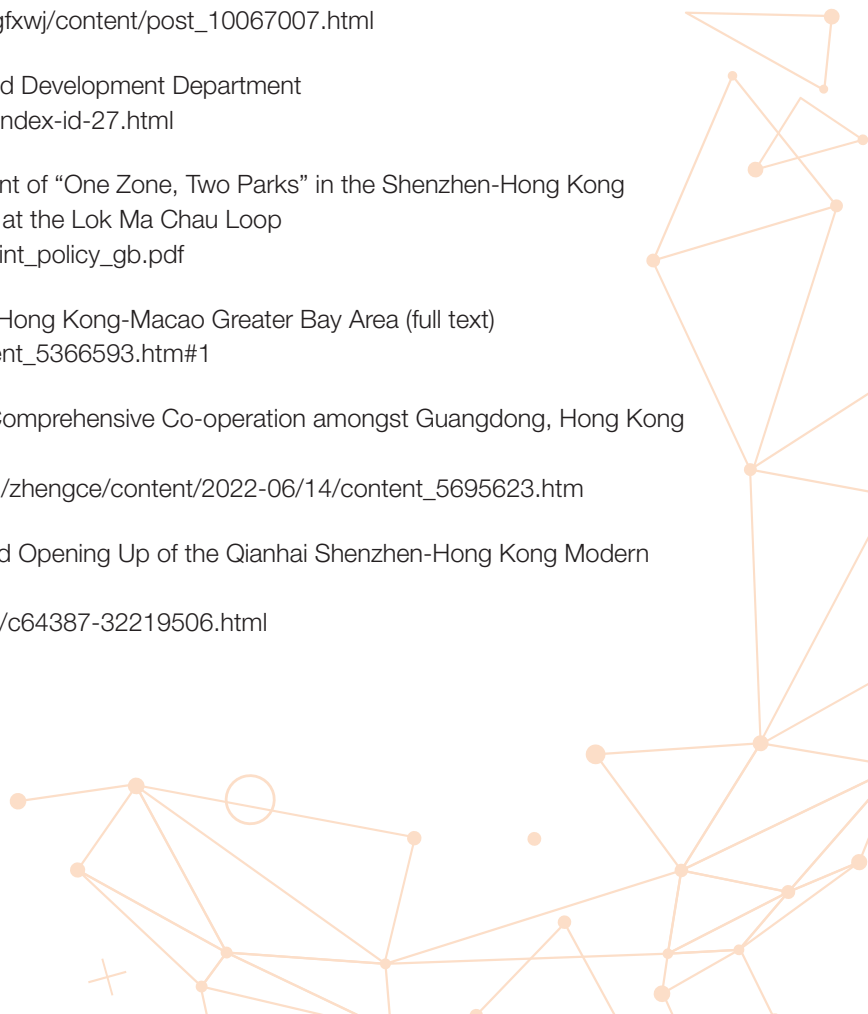 gfxwj/content/post_10067007.html
d Development Department
ndex-id-27.html
nt of “One Zone, Two Parks” in the Shenzhen-Hong Kong
at the Lok Ma Chau Loop
int_policy_gb.pdf
Hong Kong-Macao Greater Bay Area (full text)
ent_5366593.htm#1
Comprehensive Co-operation amongst Guangdong, Hong Kong
/zhengce/content/2022-06/14/content_5695623.htm
d Opening Up of the Qianhai Shenzhen-Hong Kong Modern
/c64387-32219506.html